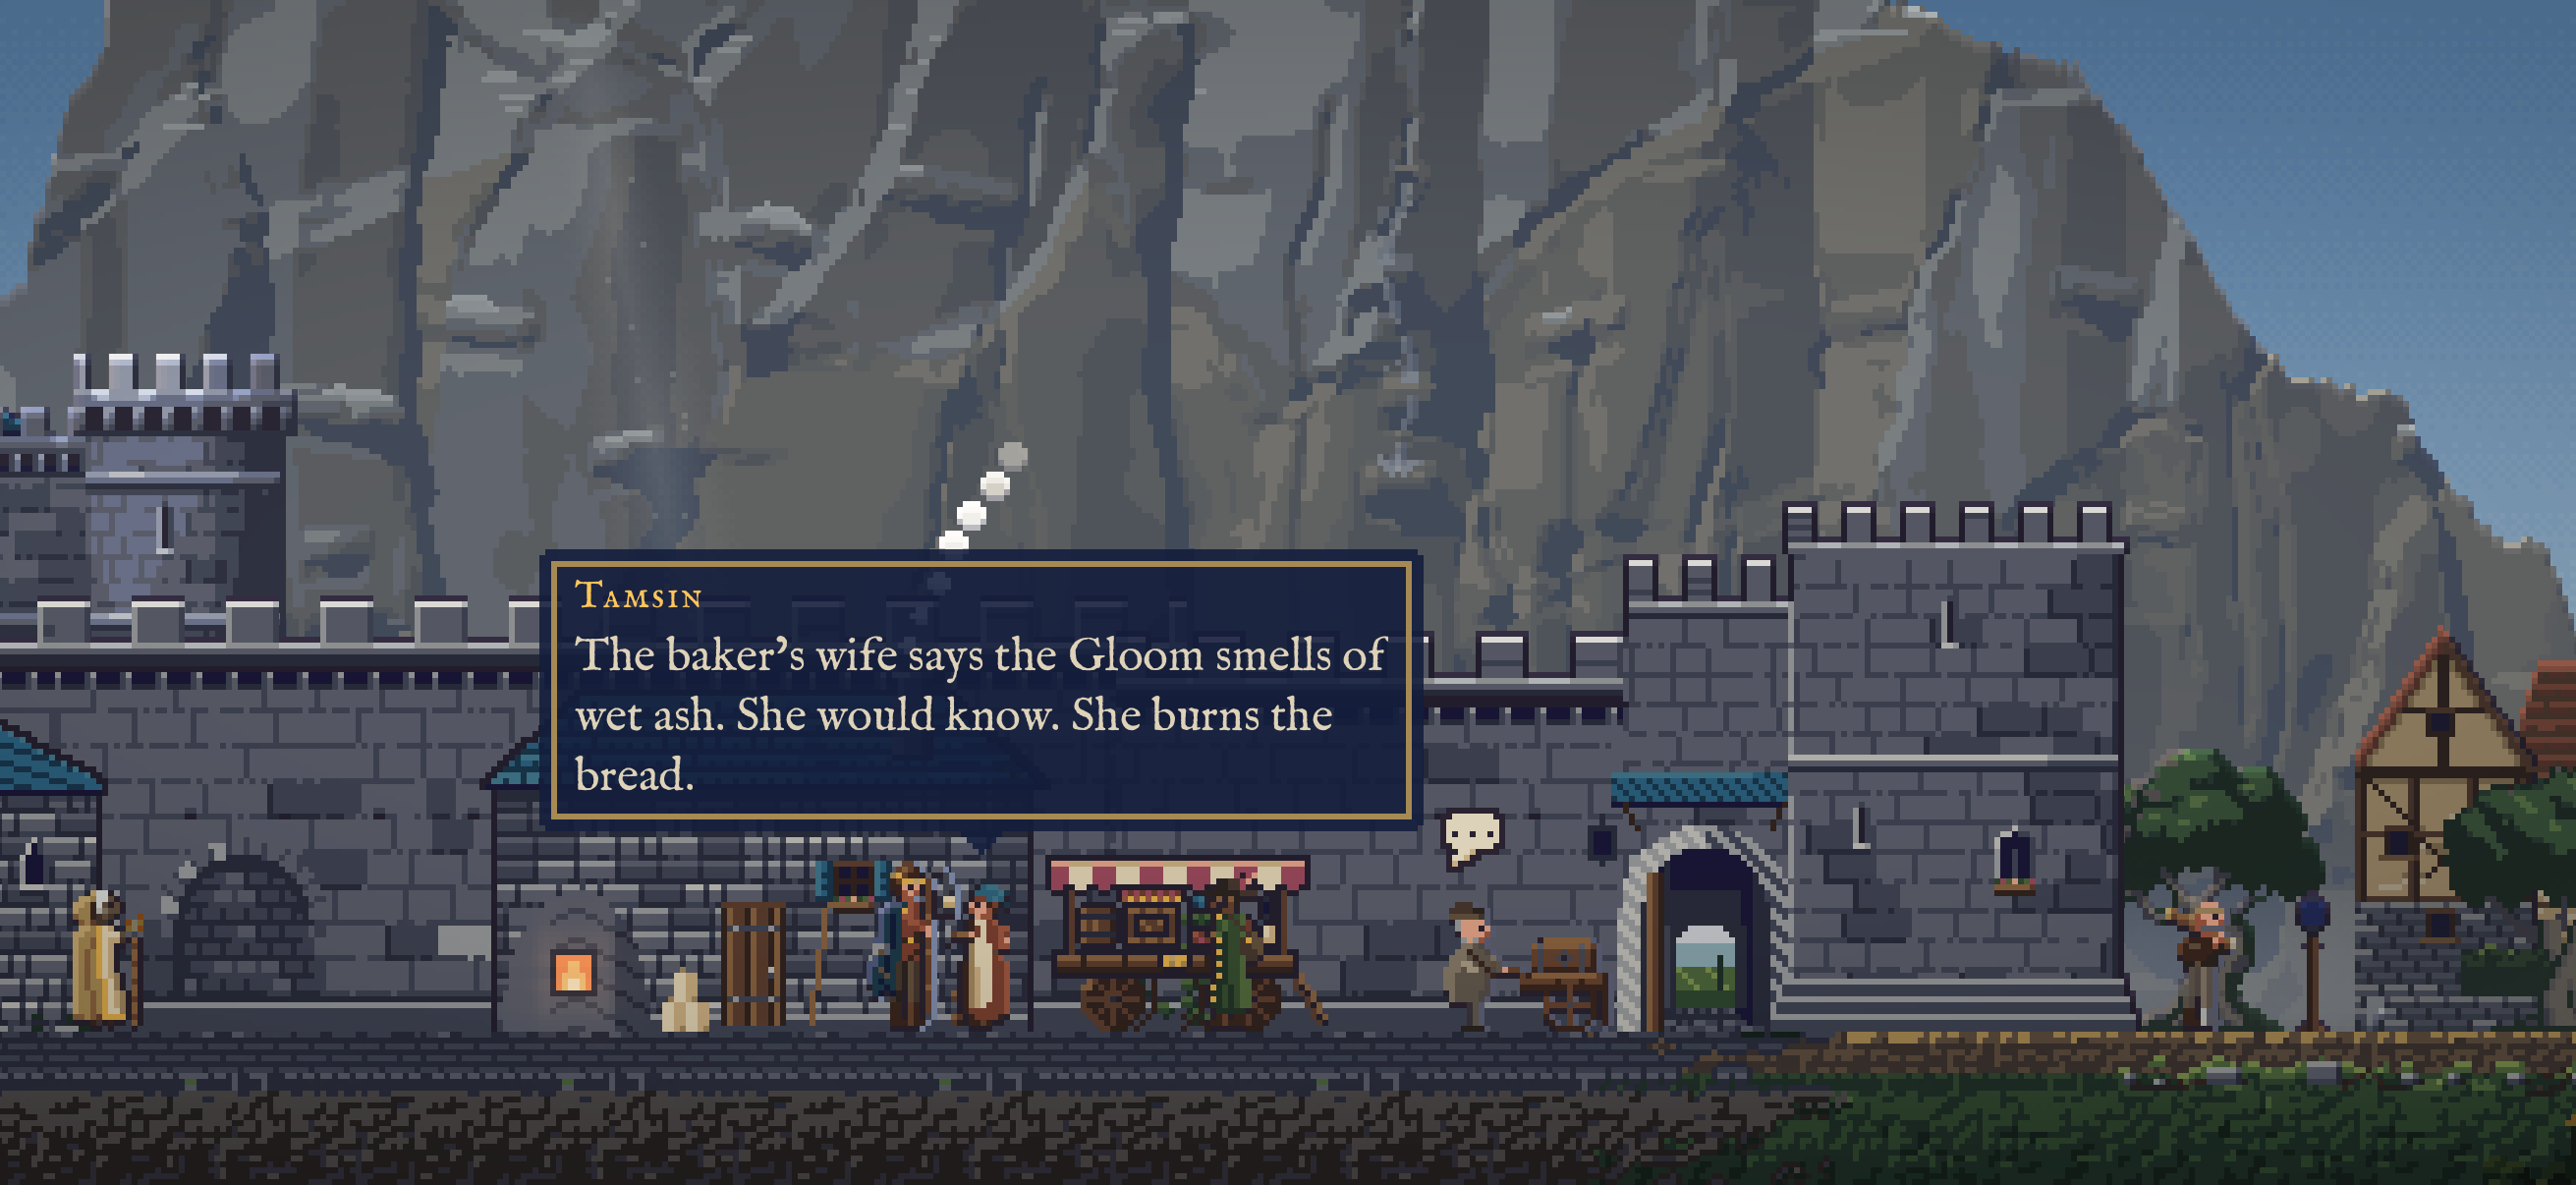 Tamsin
The baker’s wife says the Gloom smells of
wet ash. She would know. She burns the
bread.